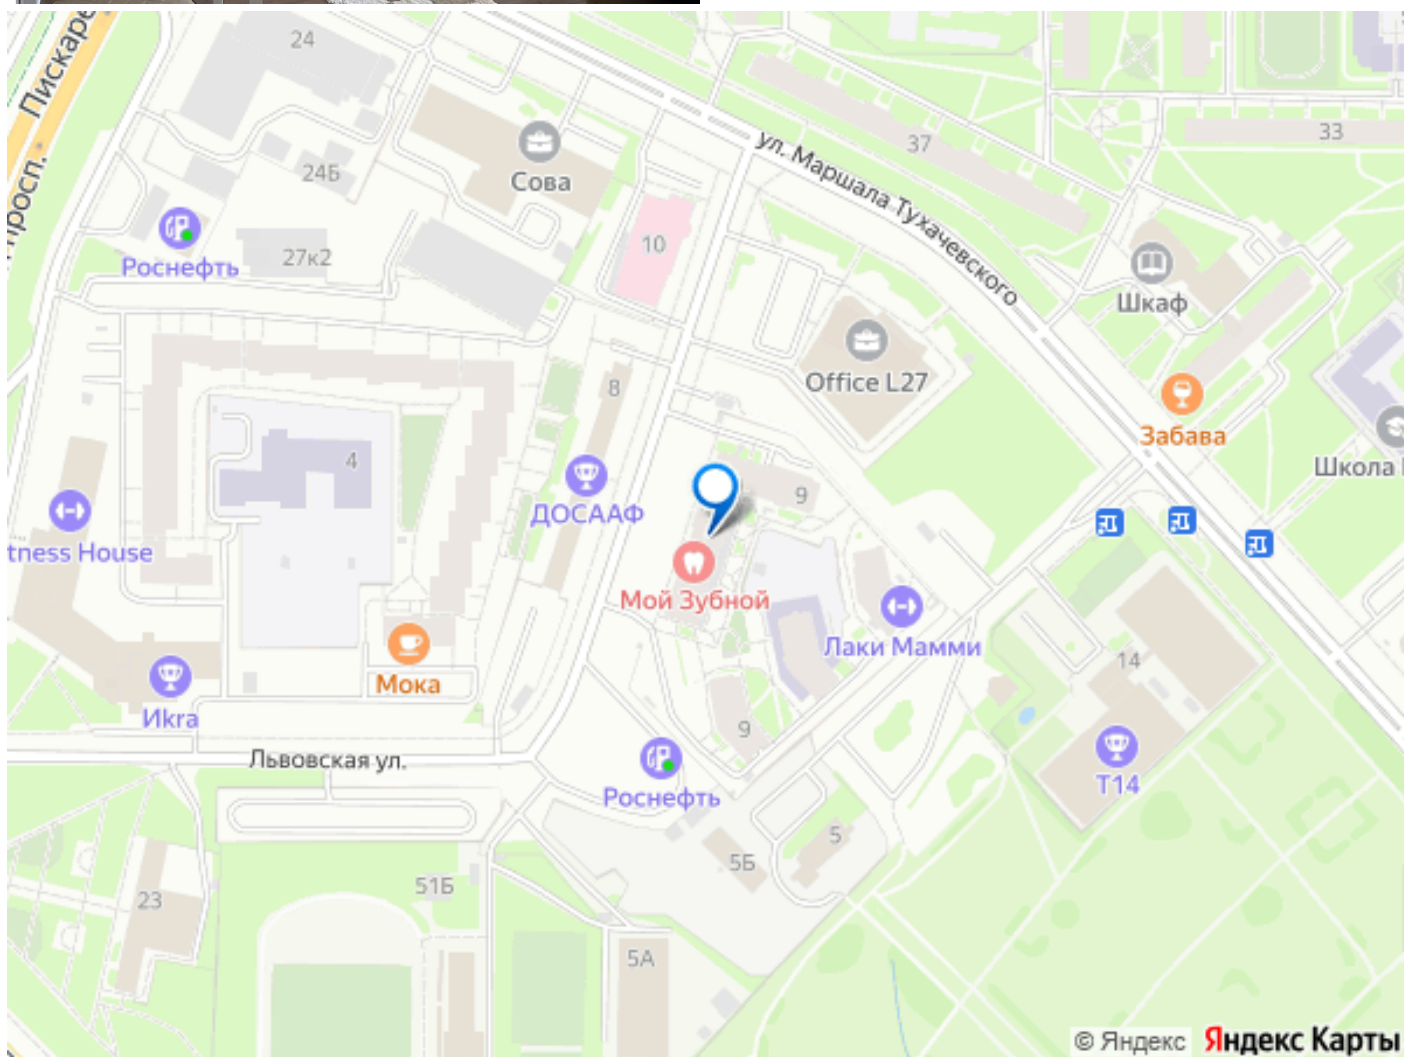 24
Пискарё
просп.
24Б
Сова
37
33
ул. Маршала Тухачевского
10
27к2
Роснефть
Шкаф
Office L27
8
Забава
Школа
4
9
ДОСААФ
tness House
Мой Зубной
Лаки Мамми
14
Мока
Иkra
9
Львовская ул.
Роснефть
Т14
5
5Б
51Б
23
5А
© Яндекс Яндекс Карты